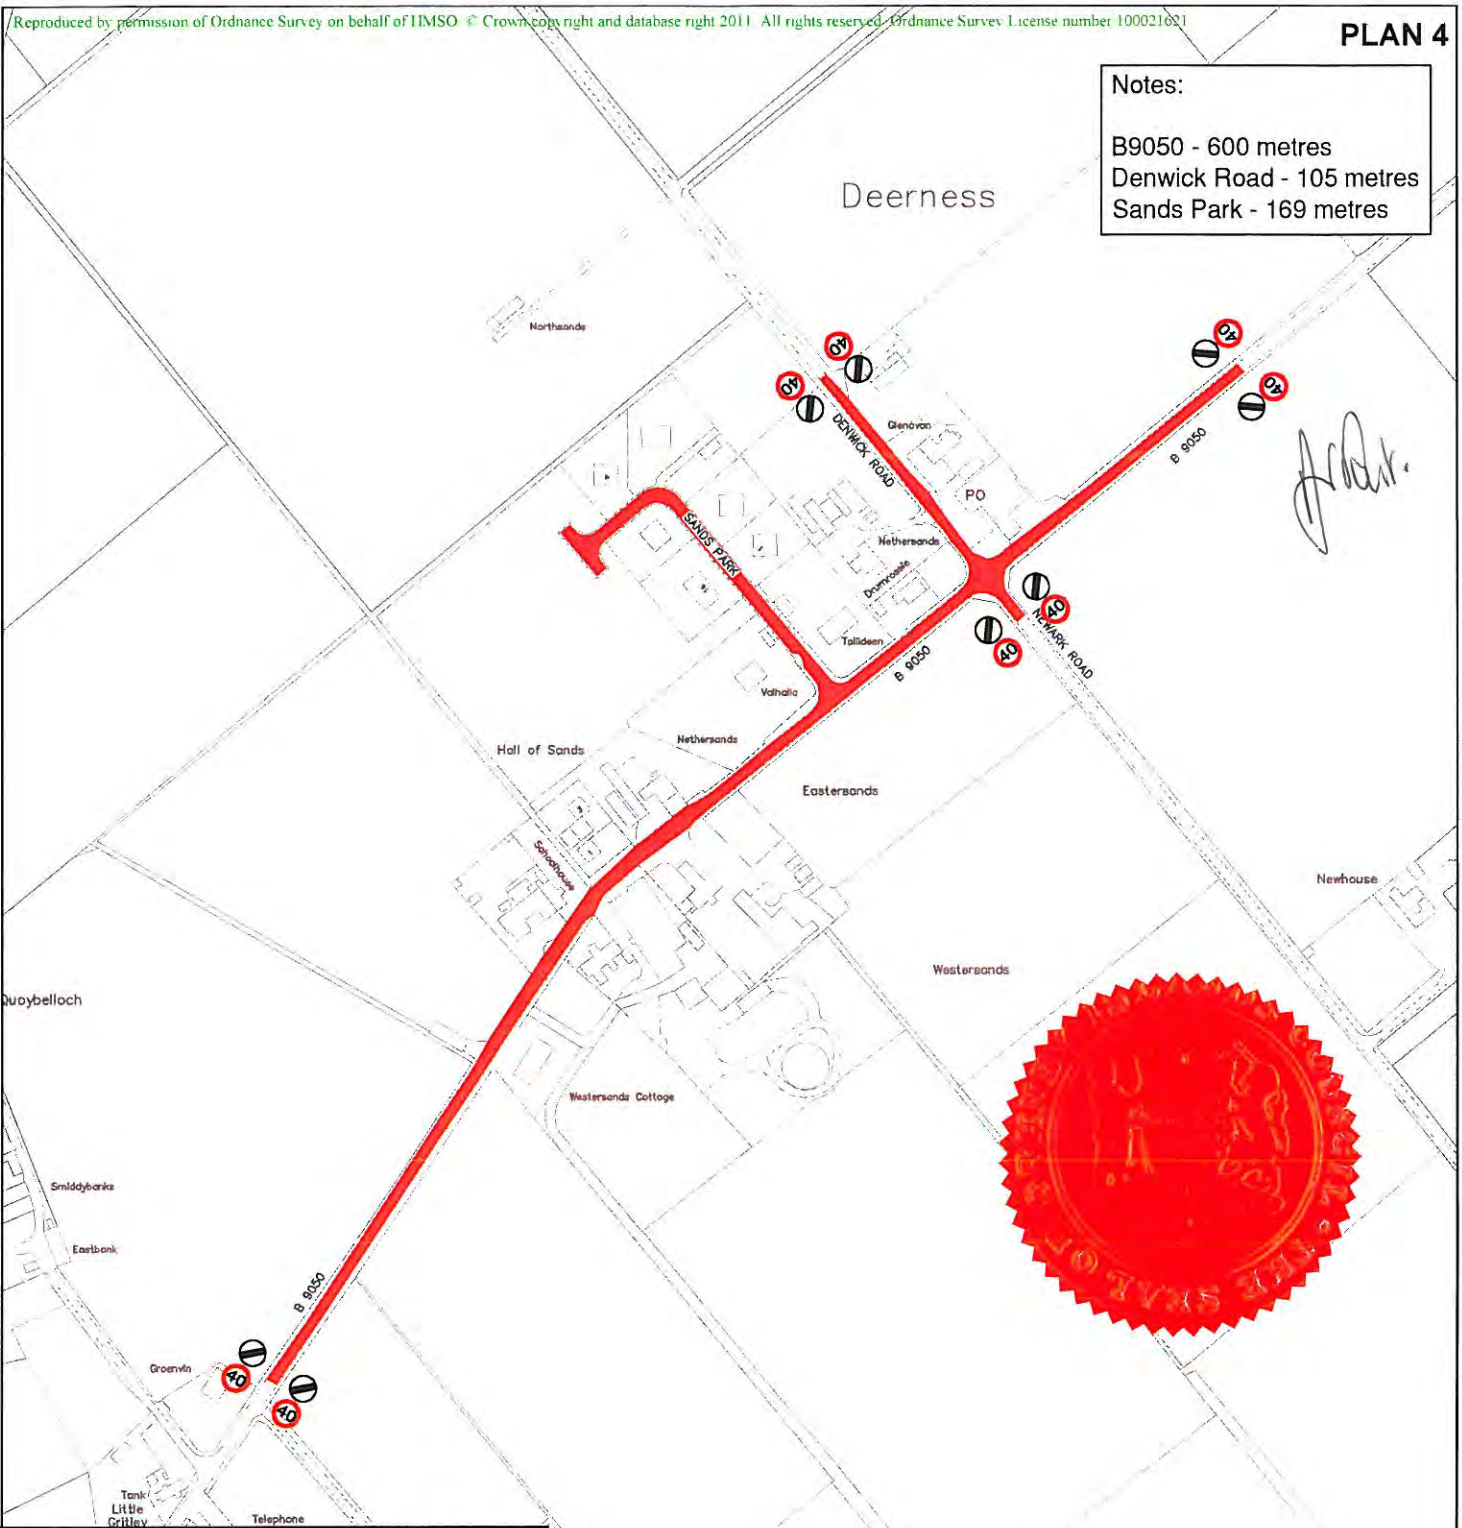 Reproduced by permission of Ordnance Survey on behalf of HMSO © Crown copyright and database right 2011 All rights reserved Ordnance Survey License number 100021621
PLAN 4
Notes:
B9050 - 600 metres
Denwick Road - 105 metres
Sands Park - 169 metres
Deerness
Northsands
40
40
40
40
DENWICK ROAD
Glenavon
B 9050
PO
SANDS PARK
Nethersands
Tallideen
B 9050
40
40
NEWARK ROAD
Valhalla
Nethersands
Hall of Sands
Eastersands
Schoolhouse
Newhouse
Westersands
Quoybelloch
Westersands Cottage
Smiddybanks
Eastbank
B 9050
Greenvin
40
40
Tank
Little
Gritley
Telephone
SEAL OF